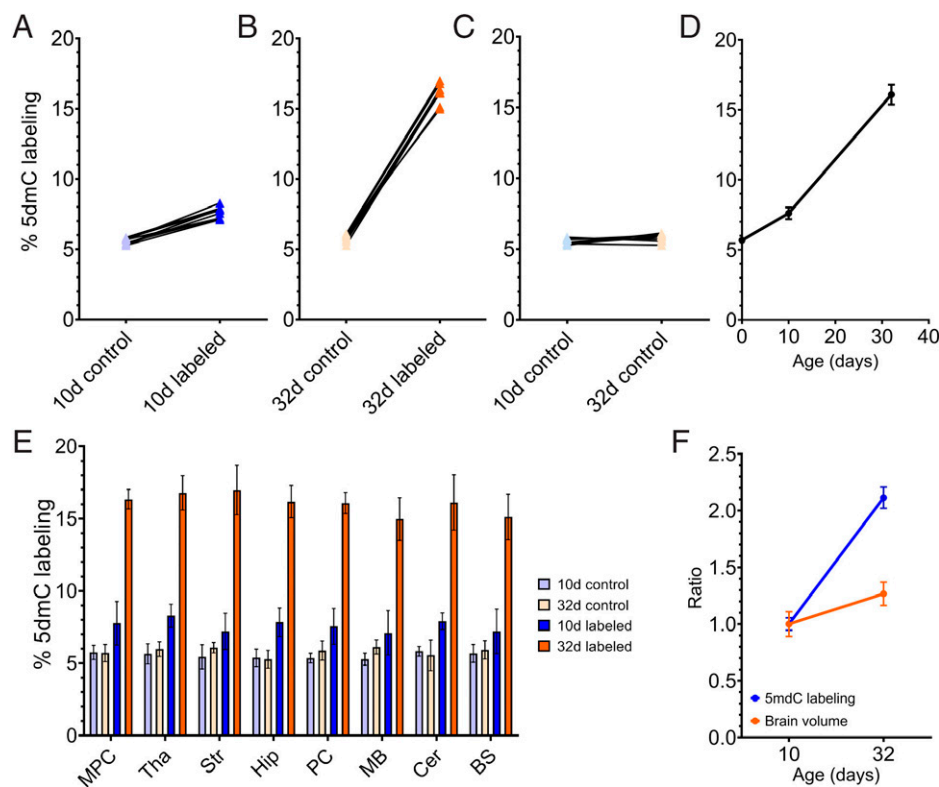 A
B
C
D
% 5dmC labeling
20
15
10
5
0
10d control
10d labeled
20
15
10
5
0
32d control
32d labeled
20
15
10
5
0
10d control
32d control
20
15
10
5
0
0 10 20 30 40
Age (days)
E
% 5dmC labeling
20
15
10
5
0
MPC
Tha
Str
Hip
PC
MB
Cer
BS
10d control
32d control
10d labeled
32d labeled
F
Ratio
2.5
2.0
1.5
1.0
0.5
0.0
5mdC labeling
Brain volume
10 32
Age (days)